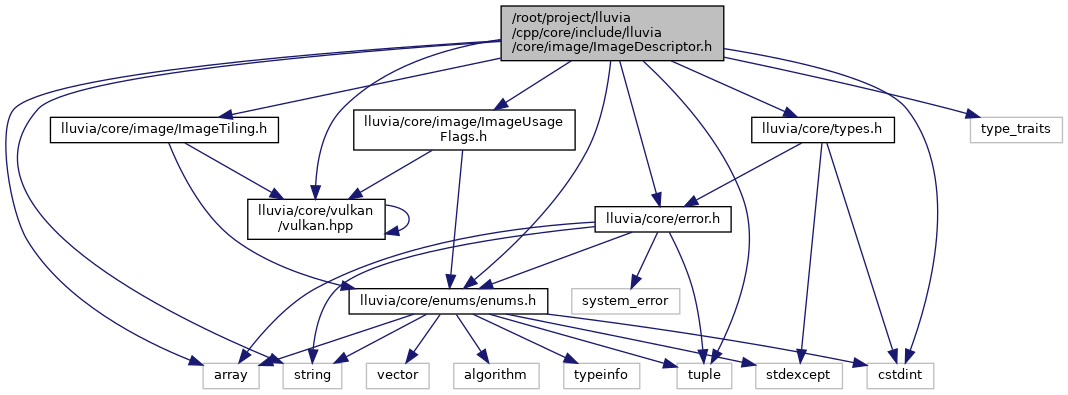 /root/project/lluvia
/cpp/core/include/lluvia
/core/image/ImageDescriptor.h
lluvia/core/image/ImageTiling.h
lluvia/core/image/ImageUsage
Flags.h
lluvia/core/types.h
type_traits
lluvia/core/vulkan
/vulkan.hpp
lluvia/core/error.h
lluvia/core/enums/enums.h
system_error
array
string
vector
algorithm
typeinfo
tuple
stdexcept
cstdint